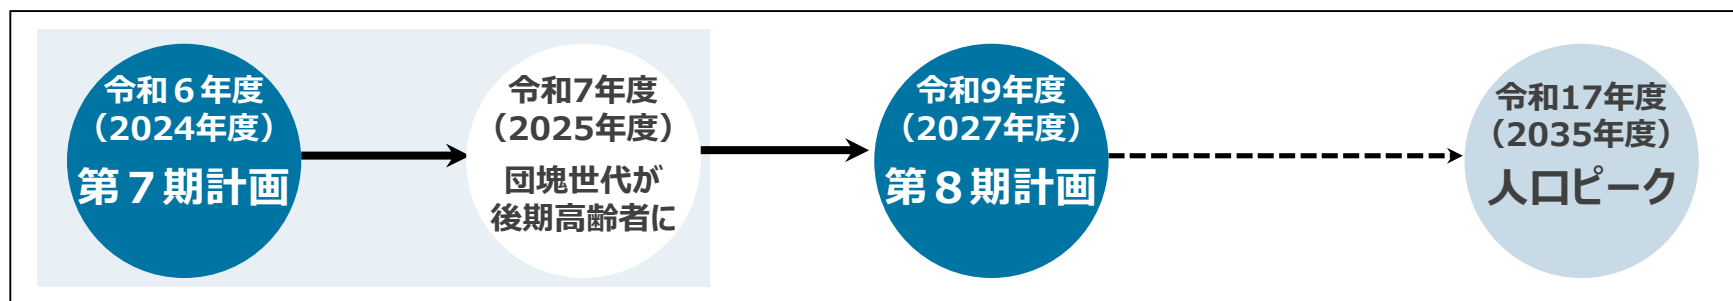 令和６年度
（2024年度）
第７期計画
令和7年度
（2025年度）
団塊世代が
後期高齢者に
令和9年度
（2027年度）
第８期計画
令和17年度
（2035年度）
人口ピーク